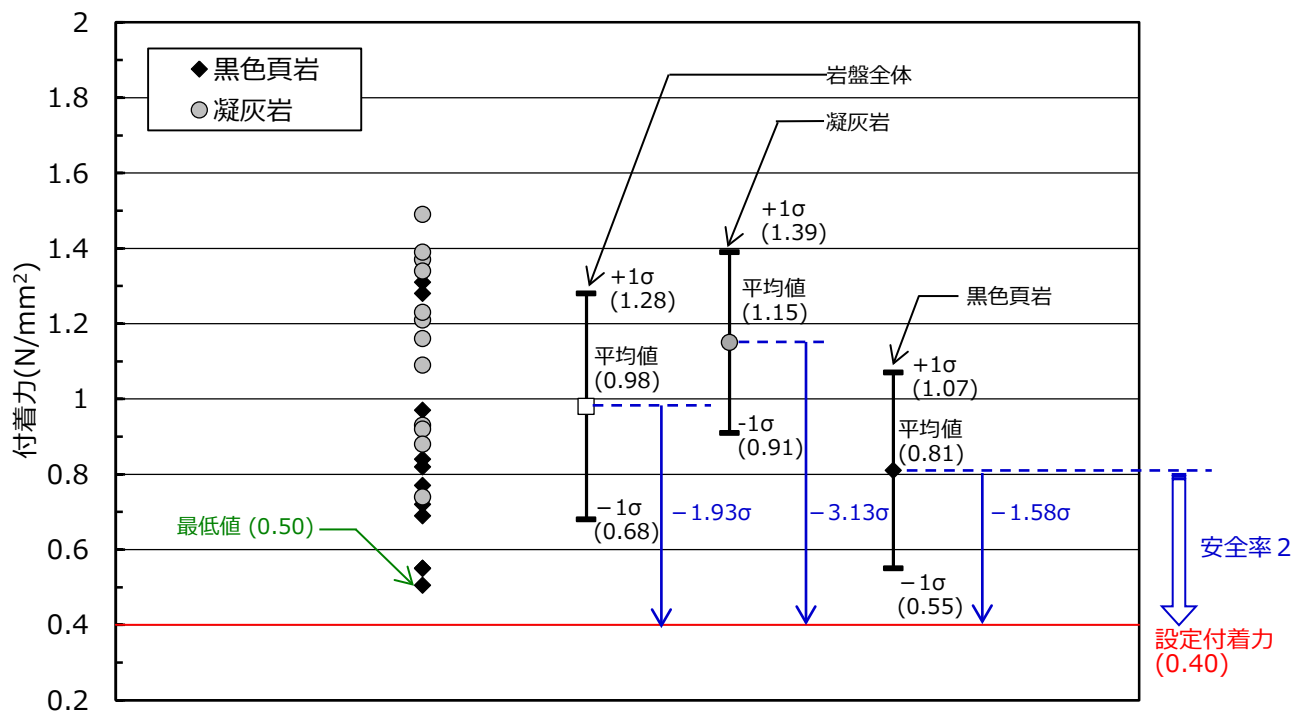 付着力(N/mm²)
2
1.8
1.6
1.4
1.2
1
0.8
0.6
0.4
0.2
黒色頁岩
凝灰岩
岩盤全体
凝灰岩
黒色頁岩
+1σ
(1.28)
平均値
(0.98)
−1σ
(0.68)
+1σ
(1.39)
平均値
(1.15)
-1σ
(0.91)
+1σ
(1.07)
平均値
(0.81)
−1σ
(0.55)
最低値 (0.50)
−1.93σ
−3.13σ
−1.58σ
安全率２
設定付着力
(0.40)